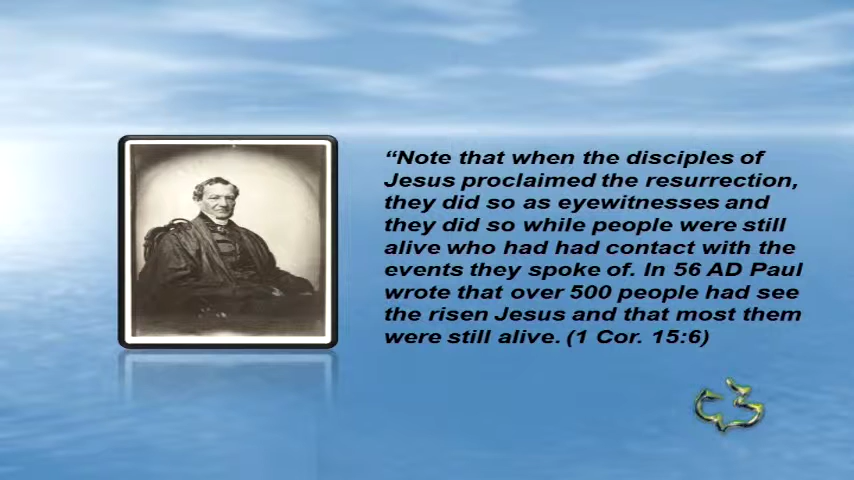 “Note that when the disciples of
Jesus proclaimed the resurrection,
they did so as eyewitnesses and
they did so while people were still
alive who had had contact with the
events they spoke of. In 56 AD Paul
wrote that over 500 people had see
the risen Jesus and that most them
were still alive. (1 Cor. 15:6)